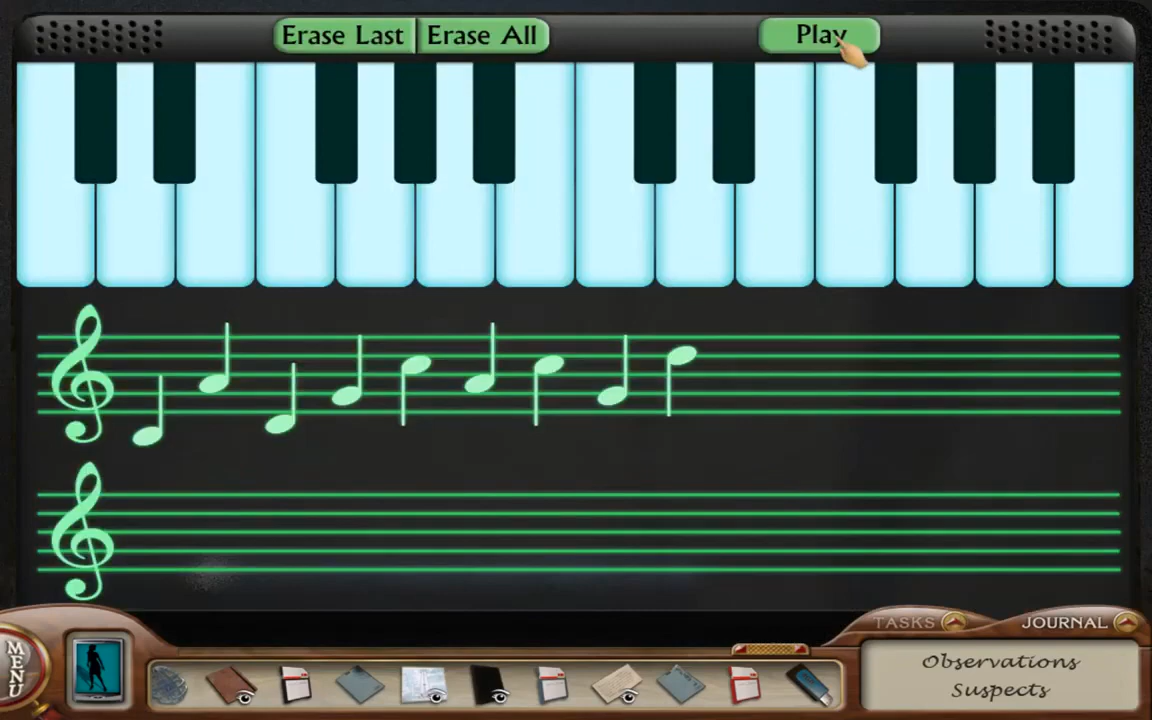 Erase Last
Erase All
Play
MENU
TASKS
JOURNAL
Observations
Suspects